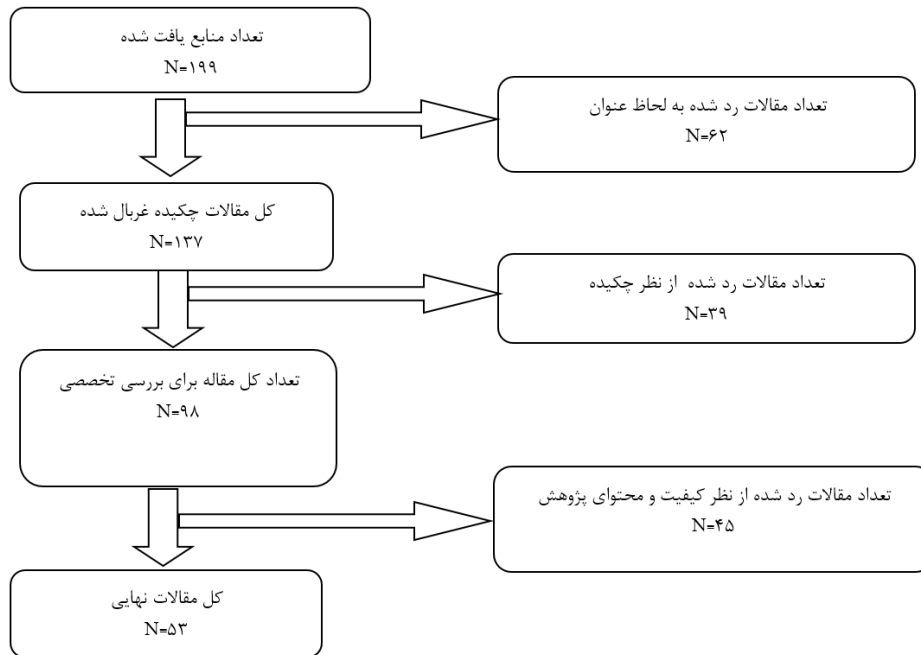 تعداد منابع یافت شده
N=۱۹۹
تعداد مقالات رد شده به لحاظ عنوان
N=۶۲
کل مقالات چکیده غربال شده
N=۱۳۷
تعداد مقالات رد شده از نظر چکیده
N=۳۹
تعداد کل مقاله برای بررسی تخصصی
N=۹۸
تعداد مقالات رد شده از نظر کیفیت و محتوای پژوهش
N=۴۵
کل مقالات نهایی
N=۵۳